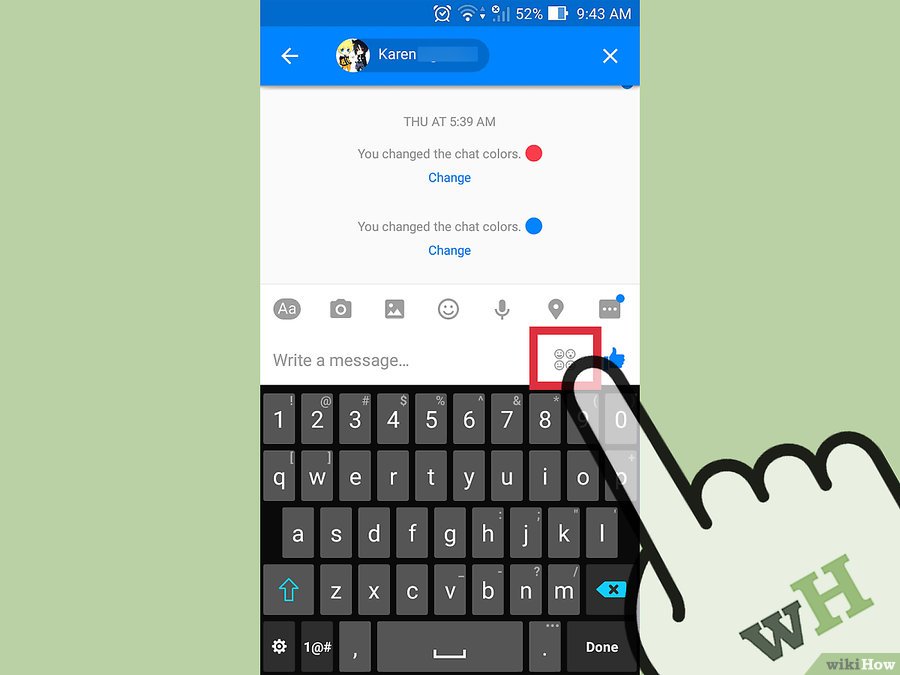 52% 9:43 AM
Karen
THU AT 5:39 AM
You changed the chat colors.
Change
You changed the chat colors.
Change
Aa
Write a message...
! @ # $ % ^ & * (
1 2 3 4 5 6 7 8 9 0
[ ] +
q w e r t y u i o p
: ; " '
a s d f g h j k l
_ - ? /
z x c v b n m
1@# , . Done
wH
wikiHow